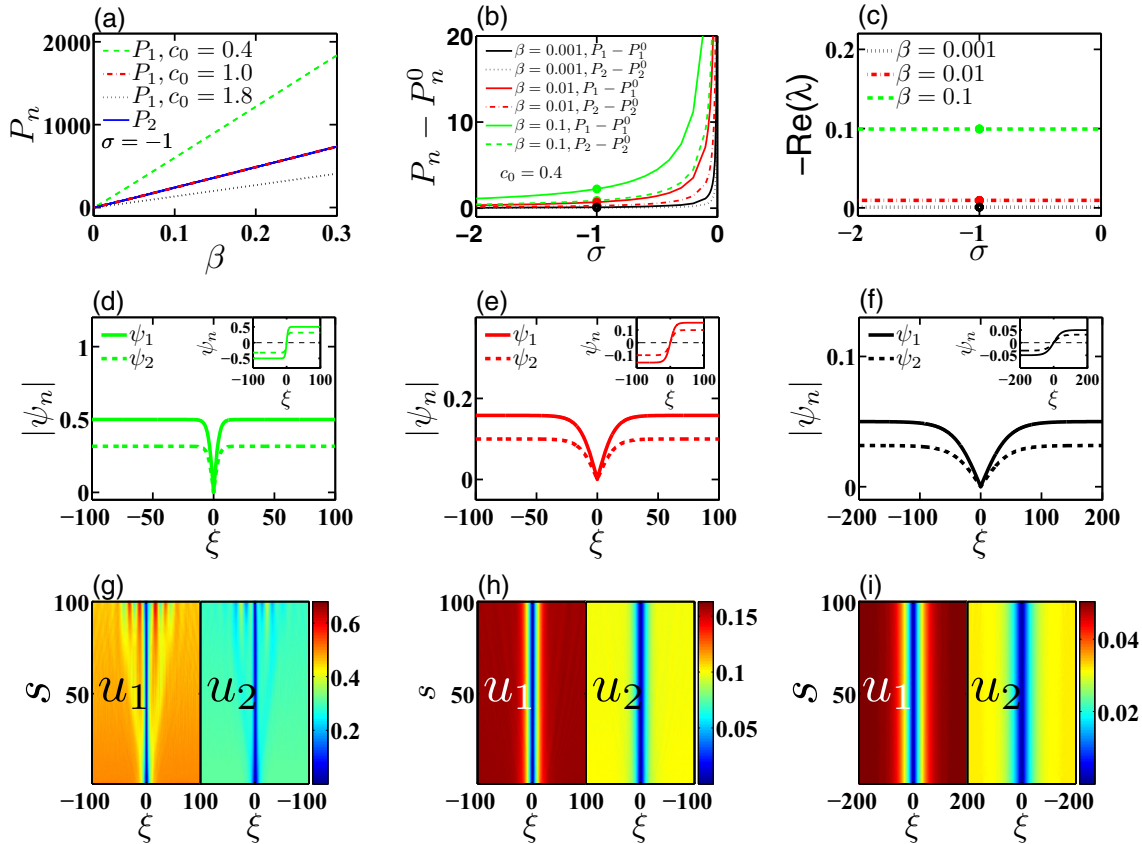 (a)
2000
1000
0
P_n
P_1, c_0 = 0.4
P_1, c_0 = 1.0
P_1, c_0 = 1.8
P_2
σ = −1
0 0.1 0.2 0.3
β
(b)
20
15
10
5
0
P_n − P_n^0
β = 0.001, P_1 − P_1^0
β = 0.001, P_2 − P_2^0
β = 0.01, P_1 − P_1^0
β = 0.01, P_2 − P_2^0
β = 0.1, P_1 − P_1^0
β = 0.1, P_2 − P_2^0
c_0 = 0.4
−2 −1 0
σ
(c)
0.2
0.1
0
−Re(λ)
β = 0.001
β = 0.01
β = 0.1
−2 −1 0
σ
(d)
1
0.5
0
|ψ_n|
ψ_1
ψ_2
ψ_n
0.5
0
−0.5
−100 0 100
ξ
−100 −50 0 50 100
ξ
(e)
0.2
0
|ψ_n|
ψ_1
ψ_2
ψ_n
0.1
0
−0.1
−100 0 100
ξ
−100 −50 0 50 100
ξ
(f)
0.1
0
|ψ_n|
ψ_1
ψ_2
ψ_n
0.05
0
−0.05
−200 0 200
ξ
−200 −100 0 100 200
ξ
(g)
100
50
s
u_1 u_2
0.6
0.4
0.2
−100 0 100 0 −100
ξ ξ
(h)
100
50
s
u_1 u_2
0.15
0.1
0.05
−100 0 100 0 −100
ξ ξ
(i)
100
50
s
u_1 u_2
0.04
0.02
−200 0 200 0 −200
ξ ξ